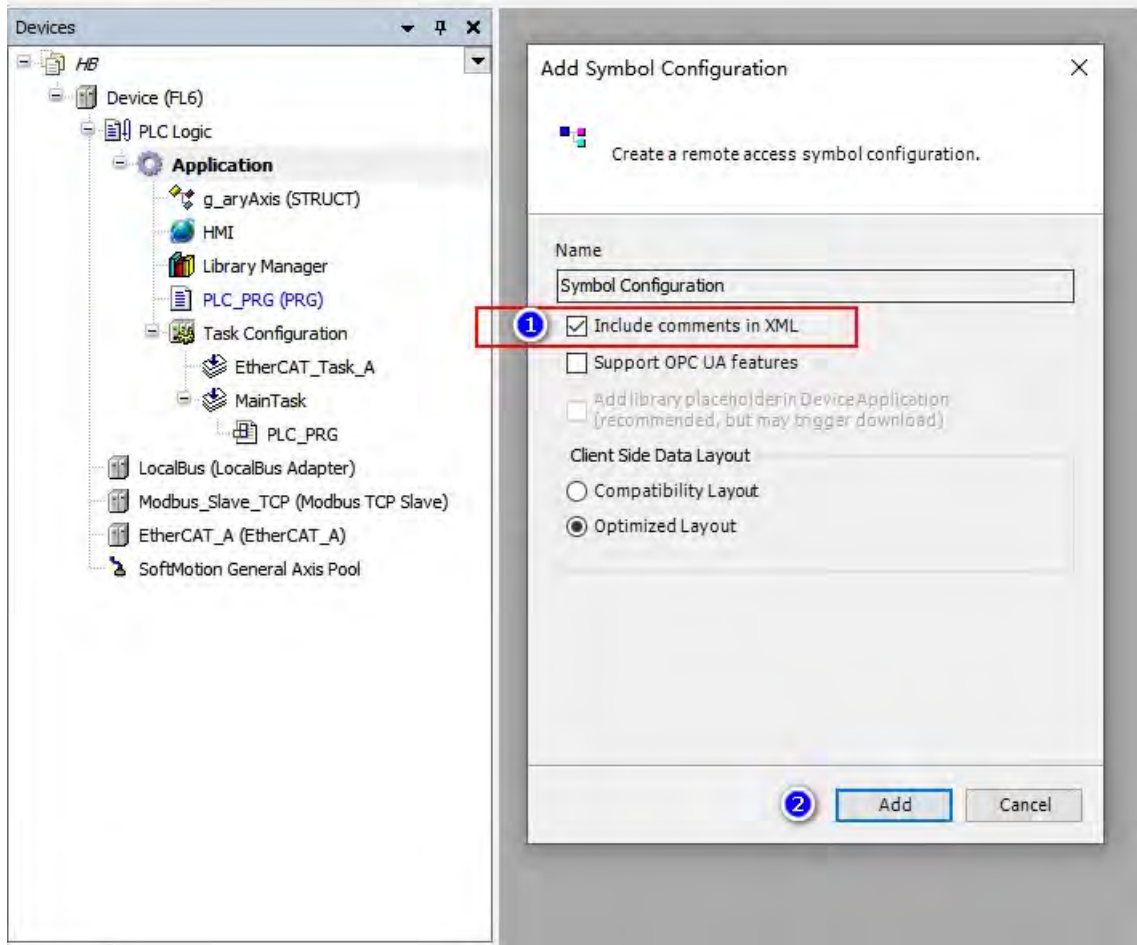 Devices
HB
Device (FL6)
PLC Logic
Application
g_aryAxis (STRUCT)
HMI
Library Manager
PLC_PRG (PRG)
Task Configuration
EtherCAT_Task_A
MainTask
PLC_PRG
LocalBus (LocalBus Adapter)
Modbus_Slave_TCP (Modbus TCP Slave)
EtherCAT_A (EtherCAT_A)
SoftMotion General Axis Pool
Add Symbol Configuration
Create a remote access symbol configuration.
Name
Symbol Configuration
1 Include comments in XML
Support OPC UA features
Add library placeholder in Device Application
(recommended, but may trigger download)
Client Side Data Layout
Compatibility Layout
Optimized Layout
2 Add Cancel